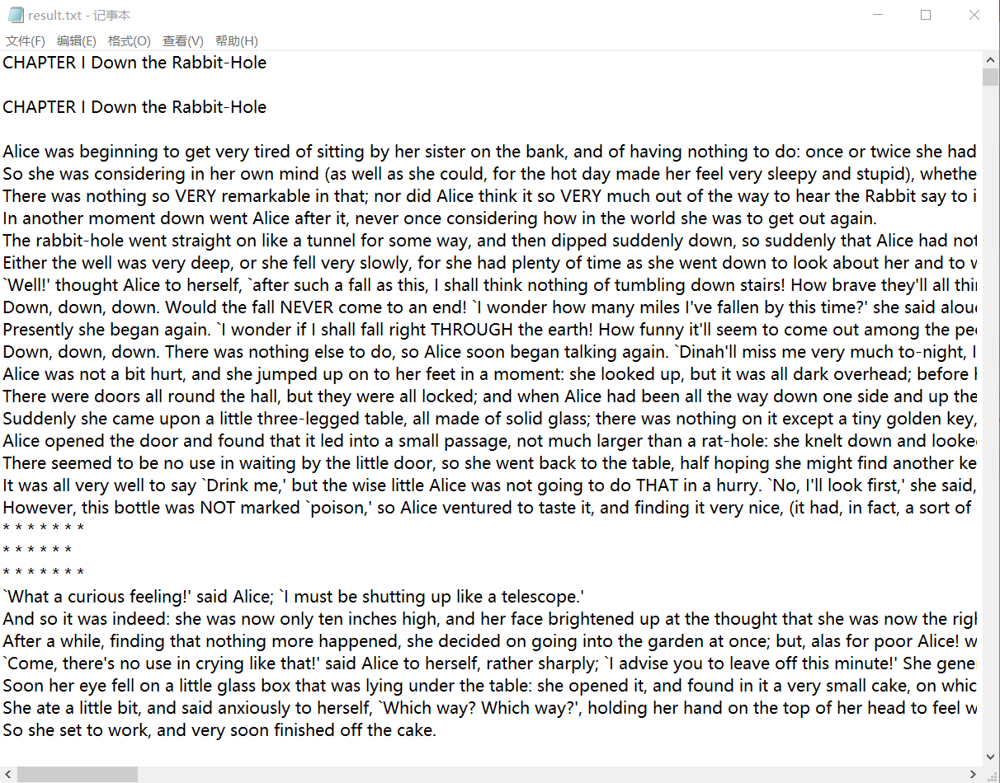 result.txt - 记事本
文件(F) 编辑(E) 格式(O) 查看(V) 帮助(H)
CHAPTER I Down the Rabbit-Hole
CHAPTER I Down the Rabbit-Hole
Alice was beginning to get very tired of sitting by her sister on the bank, and of having nothing to do: once or twice she had
So she was considering in her own mind (as well as she could, for the hot day made her feel very sleepy and stupid), whethe
There was nothing so VERY remarkable in that; nor did Alice think it so VERY much out of the way to hear the Rabbit say to i
In another moment down went Alice after it, never once considering how in the world she was to get out again.
The rabbit-hole went straight on like a tunnel for some way, and then dipped suddenly down, so suddenly that Alice had not
Either the well was very deep, or she fell very slowly, for she had plenty of time as she went down to look about her and to w
`Well!' thought Alice to herself, `after such a fall as this, I shall think nothing of tumbling down stairs! How brave they'll all thi
Down, down, down. Would the fall NEVER come to an end! `I wonder how many miles I've fallen by this time?' she said alou
Presently she began again. `I wonder if I shall fall right THROUGH the earth! How funny it'll seem to come out among the pe
Down, down, down. There was nothing else to do, so Alice soon began talking again. `Dinah'll miss me very much to-night, I
Alice was not a bit hurt, and she jumped up on to her feet in a moment: she looked up, but it was all dark overhead; before
There were doors all round the hall, but they were all locked; and when Alice had been all the way down one side and up the
Suddenly she came upon a little three-legged table, all made of solid glass; there was nothing on it except a tiny golden key,
Alice opened the door and found that it led into a small passage, not much larger than a rat-hole: she knelt down and looke
There seemed to be no use in waiting by the little door, so she went back to the table, half hoping she might find another ke
It was all very well to say `Drink me,' but the wise little Alice was not going to do THAT in a hurry. `No, I'll look first,' she said,
However, this bottle was NOT marked `poison,' so Alice ventured to taste it, and finding it very nice, (it had, in fact, a sort of
* * * * * * *
* * * * * *
* * * * * * *
`What a curious feeling!' said Alice; `I must be shutting up like a telescope.'
And so it was indeed: she was now only ten inches high, and her face brightened up at the thought that she was now the righ
After a while, finding that nothing more happened, she decided on going into the garden at once; but, alas for poor Alice! w
`Come, there's no use in crying like that!' said Alice to herself, rather sharply; `I advise you to leave off this minute!' She gene
Soon her eye fell on a little glass box that was lying under the table: she opened it, and found in it a very small cake, on whic
She ate a little bit, and said anxiously to herself, `Which way? Which way?', holding her hand on the top of her head to feel w
So she set to work, and very soon finished off the cake.